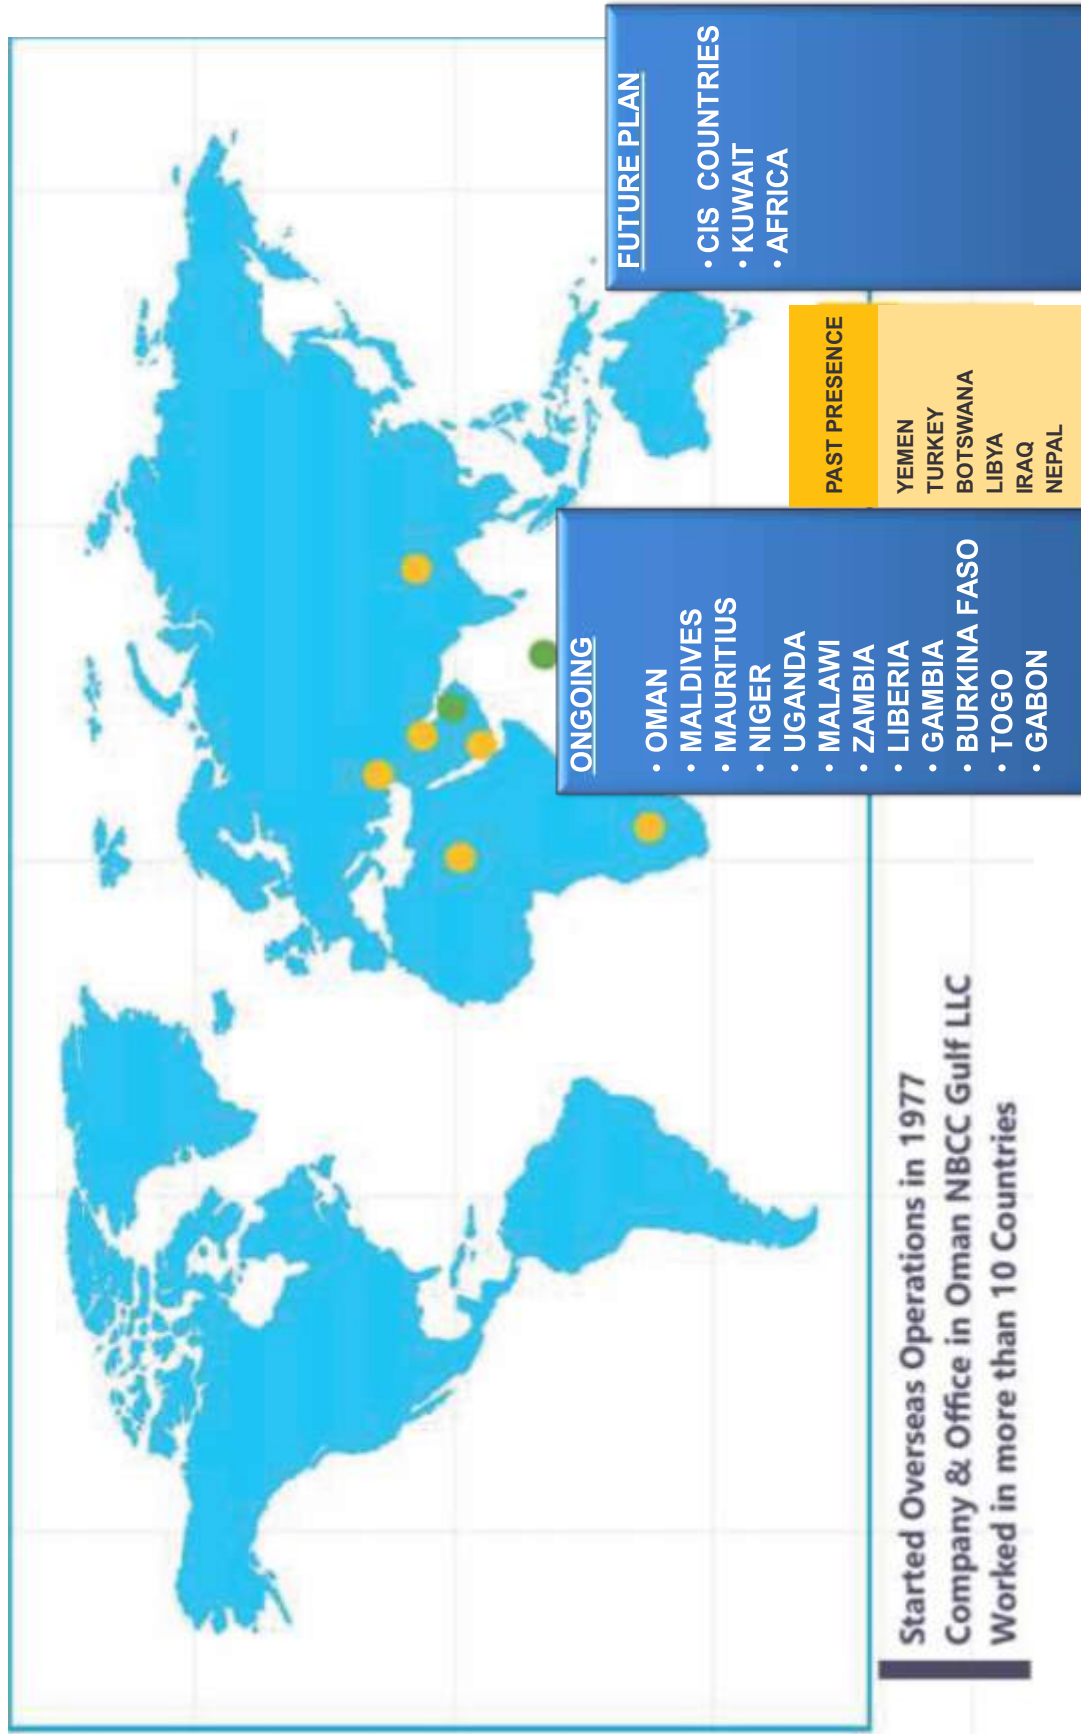 Started Overseas Operations in 1977
Company & Office in Oman NBCC Gulf LLC
Worked in more than 10 Countries
ONGOING
• OMAN
• MALDIVES
• MAURITIUS
• NIGER
• UGANDA
• MALAWI
• ZAMBIA
• LIBERIA
• GAMBIA
• BURKINA FASO
• TOGO
• GABON
PAST PRESENCE
YEMEN
TURKEY
BOTSWANA
LIBYA
IRAQ
NEPAL
FUTURE PLAN
• CIS COUNTRIES
• KUWAIT
• AFRICA